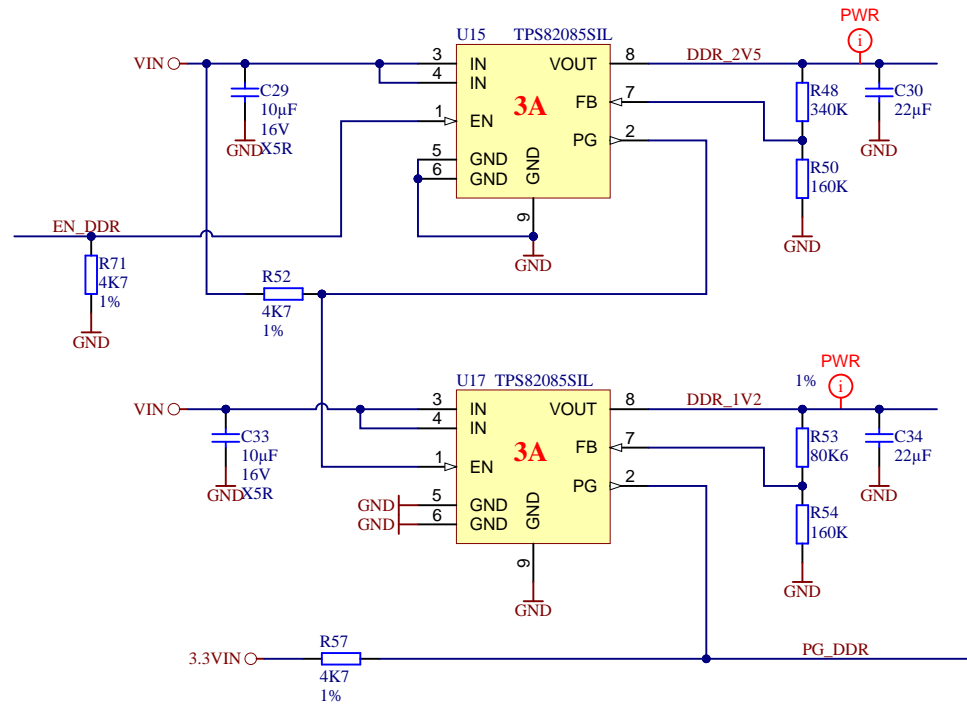 PWR
U15 TPS82085SIL
VIN
3 IN
4 IN
1 EN
5 GND
6 GND
GND
9
3A
VOUT 8
FB 7
PG 2
DDR_2V5
C29
10µF
16V
X5R
GND
R48
340K
C30
22µF
GND
R50
160K
GND
EN_DDR
R71
4K7
1%
GND
GND
R52
4K7
1%
PWR
U17 TPS82085SIL
1%
VIN
3 IN
4 IN
1 EN
GND 5 GND
GND 6 GND
GND
9
3A
VOUT 8
FB 7
PG 2
DDR_1V2
C33
10µF
16V
X5R
GND
R53
80K6
C34
22µF
GND
R54
160K
GND
GND
3.3VIN
R57
4K7
1%
PG_DDR